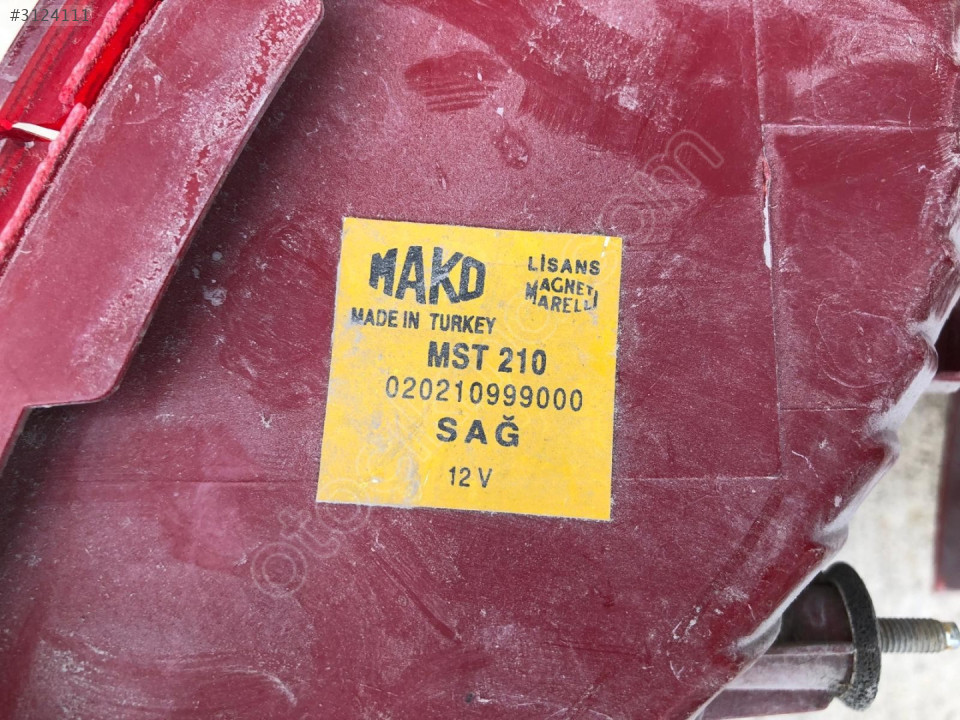 #3124111
MAKO
LİSANS
MAGNETI
MARELLI
MADE IN TURKEY
MST 210
020210999000
SAĞ
12 V